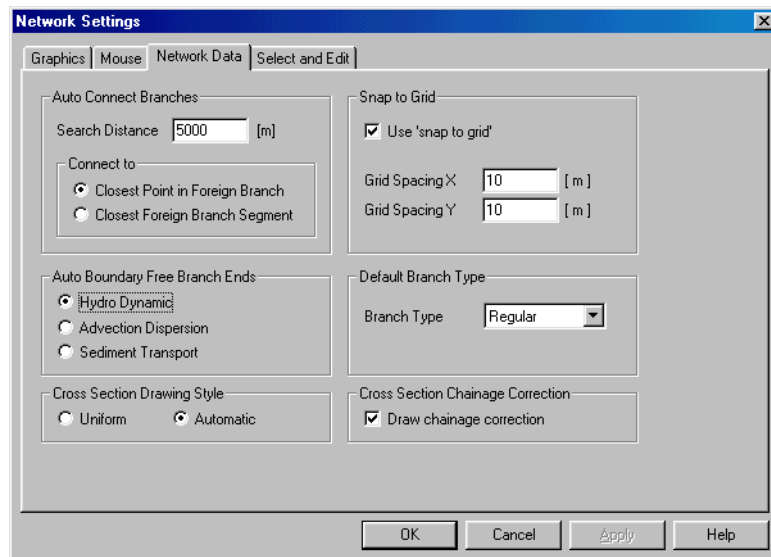 Network Settings
Graphics Mouse Network Data Select and Edit
Auto Connect Branches
Search Distance 5000 [m]
Connect to
Closest Point in Foreign Branch
Closest Foreign Branch Segment
Snap to Grid
Use 'snap to grid'
Grid Spacing X 10 [ m ]
Grid Spacing Y 10 [ m ]
Auto Boundary Free Branch Ends
Hydro Dynamic
Advection Dispersion
Sediment Transport
Default Branch Type
Branch Type Regular
Cross Section Drawing Style
Uniform Automatic
Cross Section Chainage Correction
Draw chainage correction
OK Cancel Apply Help